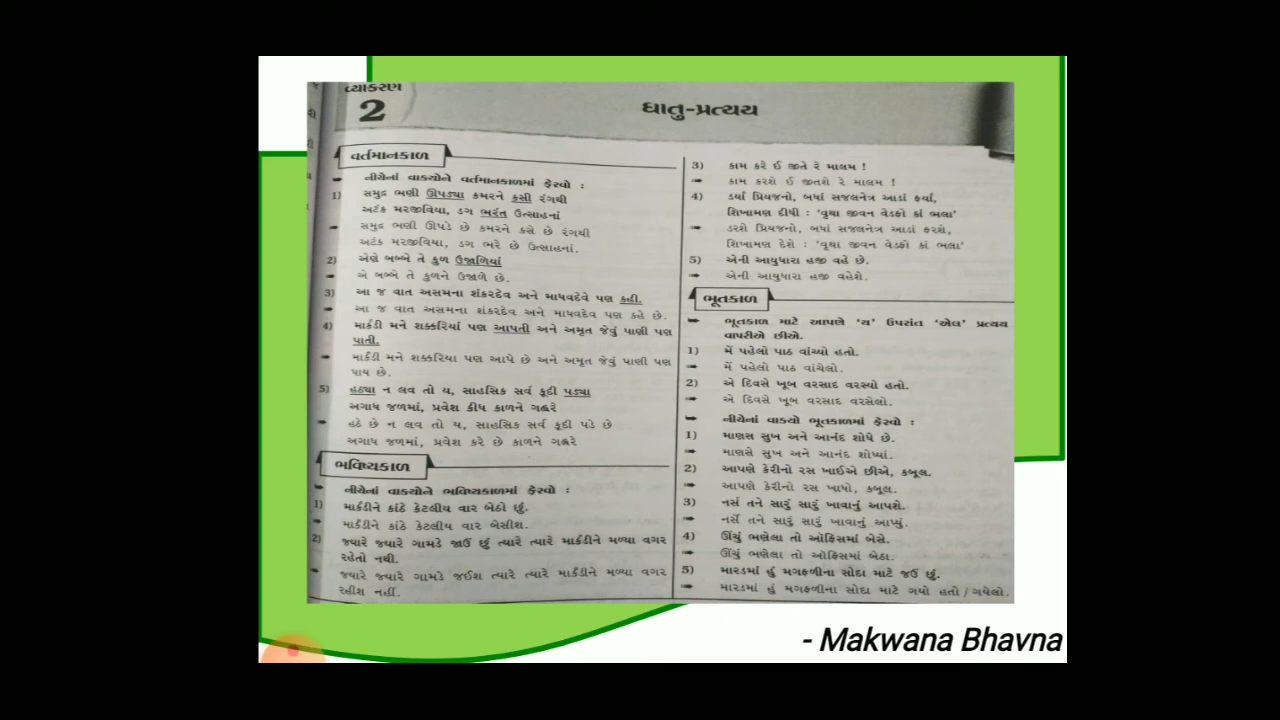 વ્યાકરણ
2
ધાતુ-પ્રત્યય
વર્તમાનકાળ
નીચેનાં વાક્યોને વર્તમાનકાળમાં ફેરવો :
1) સમુદ્ર ભણી ઊપડ્યા કમરને કસી રંગથી
અટંક મરજીવિયા, ડગ ભરંત ઉત્સાહનાં
સમુદ્ર ભણી ઊપડે છે કમરને કસે છે રંગથી
અટંક મરજીવિયા, ડગ ભરે છે ઉત્સાહનાં.
2) એણે બબ્બે તે કુળ ઉજાળિયાં
એ બબ્બે તે કુળને ઉજાળે છે.
3) આ જ વાત અસમના શંકરદેવ અને માધવદેવે પણ કહી.
આ જ વાત અસમના શંકરદેવ અને માધવદેવ પણ કહે છે.
4) માર્કંડી મને શક્કરિયાં પણ આપતી અને અમૃત જેવું પાણી પણ
પાતી.
માર્કંડી મને શક્કરિયા પણ આપે છે અને અમૃત જેવું પાણી પણ
પાય છે.
5) હઠ્યા ન લવ તો ય, સાહસિક સર્વ કૂદી પડ્યા
અગાધ જળમાં, પ્રવેશ કીધ કાળને ગહ્વરે
હઠે છે ન લવ તો ય, સાહસિક સર્વ કૂદી પડે છે
અગાધ જળમાં, પ્રવેશ કરે છે કાળને ગહ્વરે
ભવિષ્યકાળ
નીચેનાં વાક્યોને ભવિષ્યકાળમાં ફેરવો :
1) માર્કંડીને કાંઠે કેટલીય વાર બેઠો છું.
માર્કંડીને કાંઠે કેટલીય વાર બેસીશ.
2) જ્યારે જ્યારે ગામડે જાઉં છું ત્યારે ત્યારે માર્કંડીને મળ્યા વગર
રહેતો નથી.
જ્યારે જ્યારે ગામડે જઈશ ત્યારે ત્યારે માર્કંડીને મળ્યા વગર
રહીશ નહીં.
3) કામ કરે ઈ જીતે રે માલમ !
કામ કરશે ઈ જીતશે રે માલમ !
4) ડર્યાં પ્રિયજનો, બધાં સજલનેત્ર આડાં ફર્યાં,
શિખામણ દીધી : ‘વૃથા જીવન વેડફો કાં ભલા’
ડરશે પ્રિયજનો, બધાં સજલનેત્ર આડાં ફરશે,
શિખામણ દેશે : ‘વૃથા જીવન વેડફો કાં ભલા’
5) એની આયુધારા હજી વહે છે.
એની આયુધારા હજી વહેશે.
ભૂતકાળ
ભૂતકાળ માટે આપણે ‘ય’ ઉપરાંત ‘એલ’ પ્રત્યય
વાપરીએ છીએ.
1) મેં પહેલો પાઠ વાંચ્યો હતો.
મેં પહેલો પાઠ વાંચેલો.
2) એ દિવસે ખૂબ વરસાદ વરસ્યો હતો.
એ દિવસે ખૂબ વરસાદ વરસેલો.
નીચેનાં વાક્યો ભૂતકાળમાં ફેરવો :
1) માણસ સુખ અને આનંદ શોધે છે.
માણસે સુખ અને આનંદ શોધ્યાં.
2) આપણે કેરીનો રસ ખાઈએ છીએ, કબૂલ.
આપણે કેરીનો રસ ખાધો, કબૂલ.
3) નર્સ તને સારું સારું ખાવાનું આપશે.
નર્સે તને સારું સારું ખાવાનું આપ્યું.
4) ઊંચું ભણેલા તો ઑફિસમાં બેસે.
ઊંચું ભણેલા તો ઑફિસમાં બેઠા.
5) મારડમાં હું મગફળીના સોદા માટે જઉં છું.
મારડમાં હું મગફળીના સોદા માટે ગયો હતો / ગયેલો.
- Makwana Bhavna